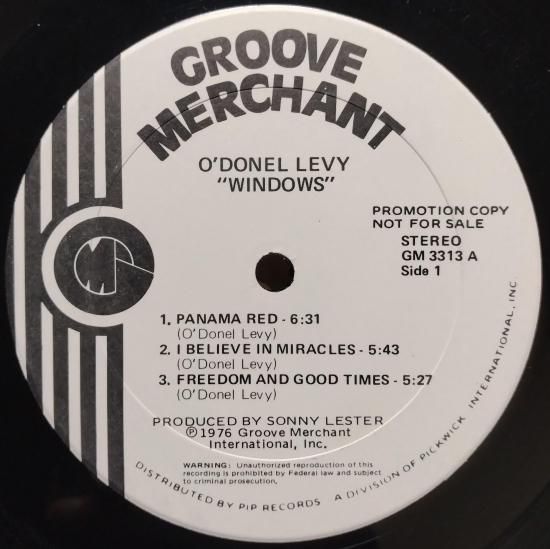 GROOVE
MERCHANT
O'DONEL LEVY
"WINDOWS"
PROMOTION COPY
NOT FOR SALE
STEREO
GM 3313 A
Side 1
1. PANAMA RED - 6:31
(O'Donel Levy)
2. I BELIEVE IN MIRACLES - 5:43
(O'Donel Levy)
3. FREEDOM AND GOOD TIMES - 5:27
(O'Donel Levy)
PRODUCED BY SONNY LESTER
Ⓟ1976 Groove Merchant
International, Inc.
WARNING: Unauthorized reproduction of this
recording is prohibited by Federal law and subject
to criminal prosecution.
DISTRIBUTED BY PIP RECORDS A DIVISION OF PICKWICK INTERNATIONAL, INC